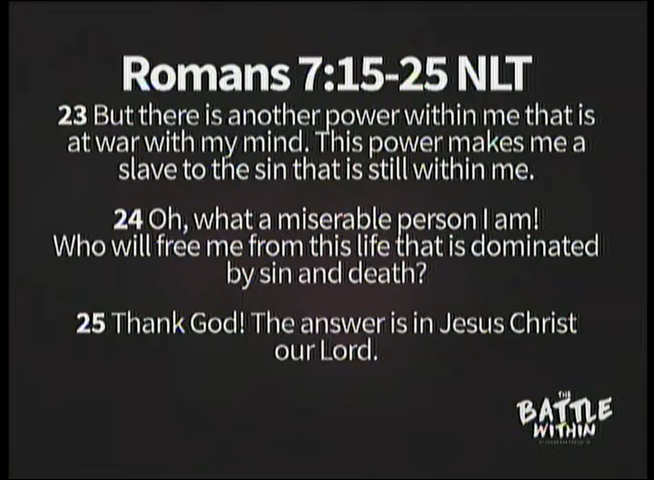 Romans 7:15-25 NLT
23 But there is another power within me that is
at war with my mind. This power makes me a
slave to the sin that is still within me.
24 Oh, what a miserable person I am!
Who will free me from this life that is dominated
by sin and death?
25 Thank God! The answer is in Jesus Christ
our Lord.
THE
BATTLE
WITHIN